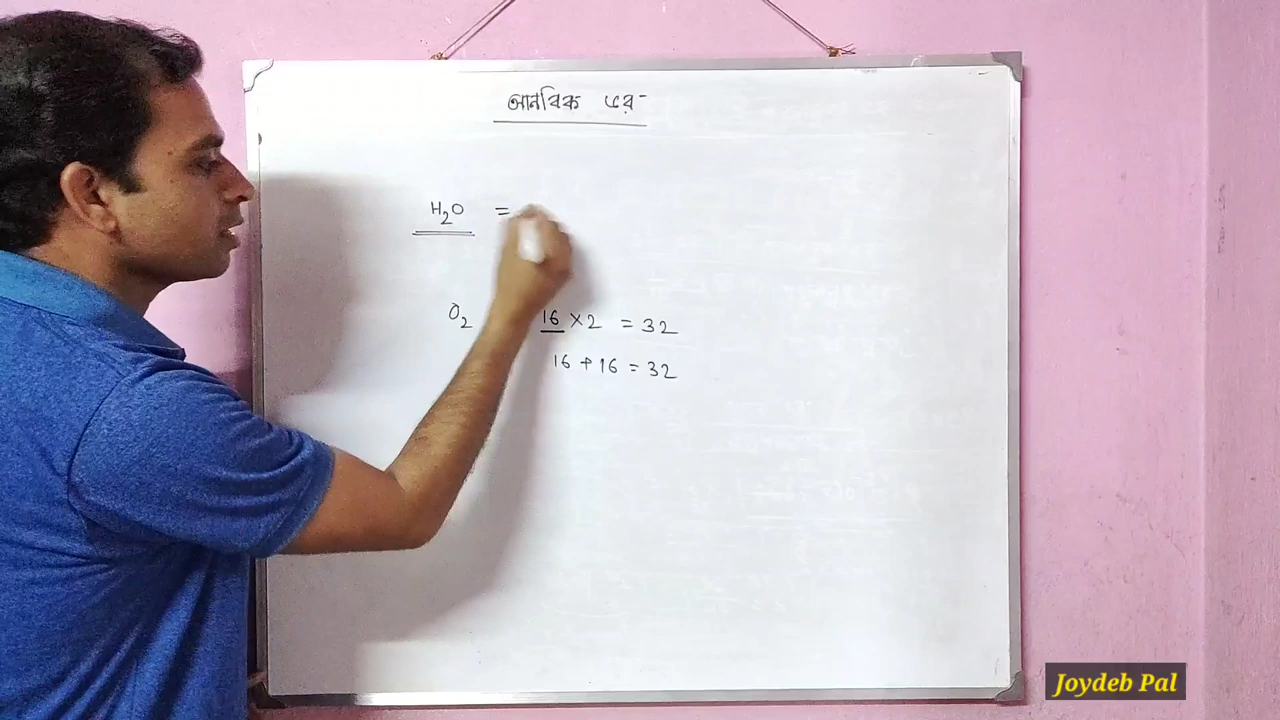 আনবিক ভর-
H₂O =
O₂ 16 × 2 = 32
16 + 16 = 32
Joydeb Pal